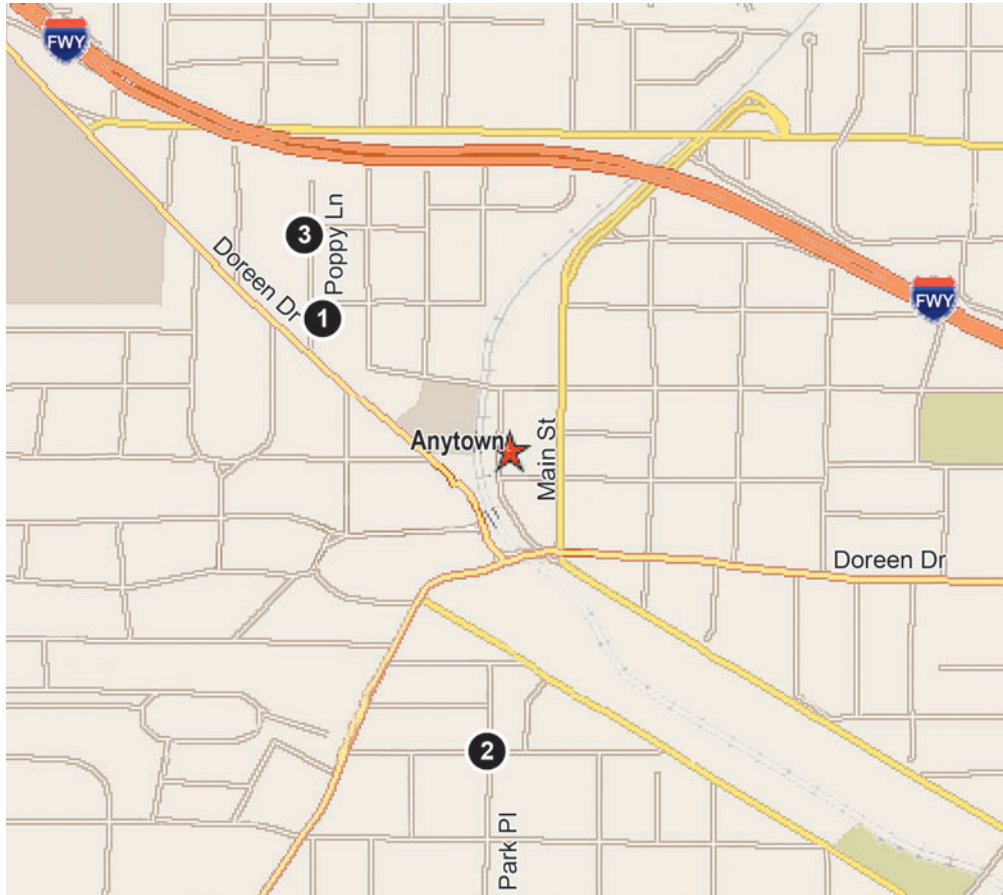 FWY
3
Poppy Ln
Doreen Dr
1
FWY
Anytown
Main St
Doreen Dr
2
Park Pl